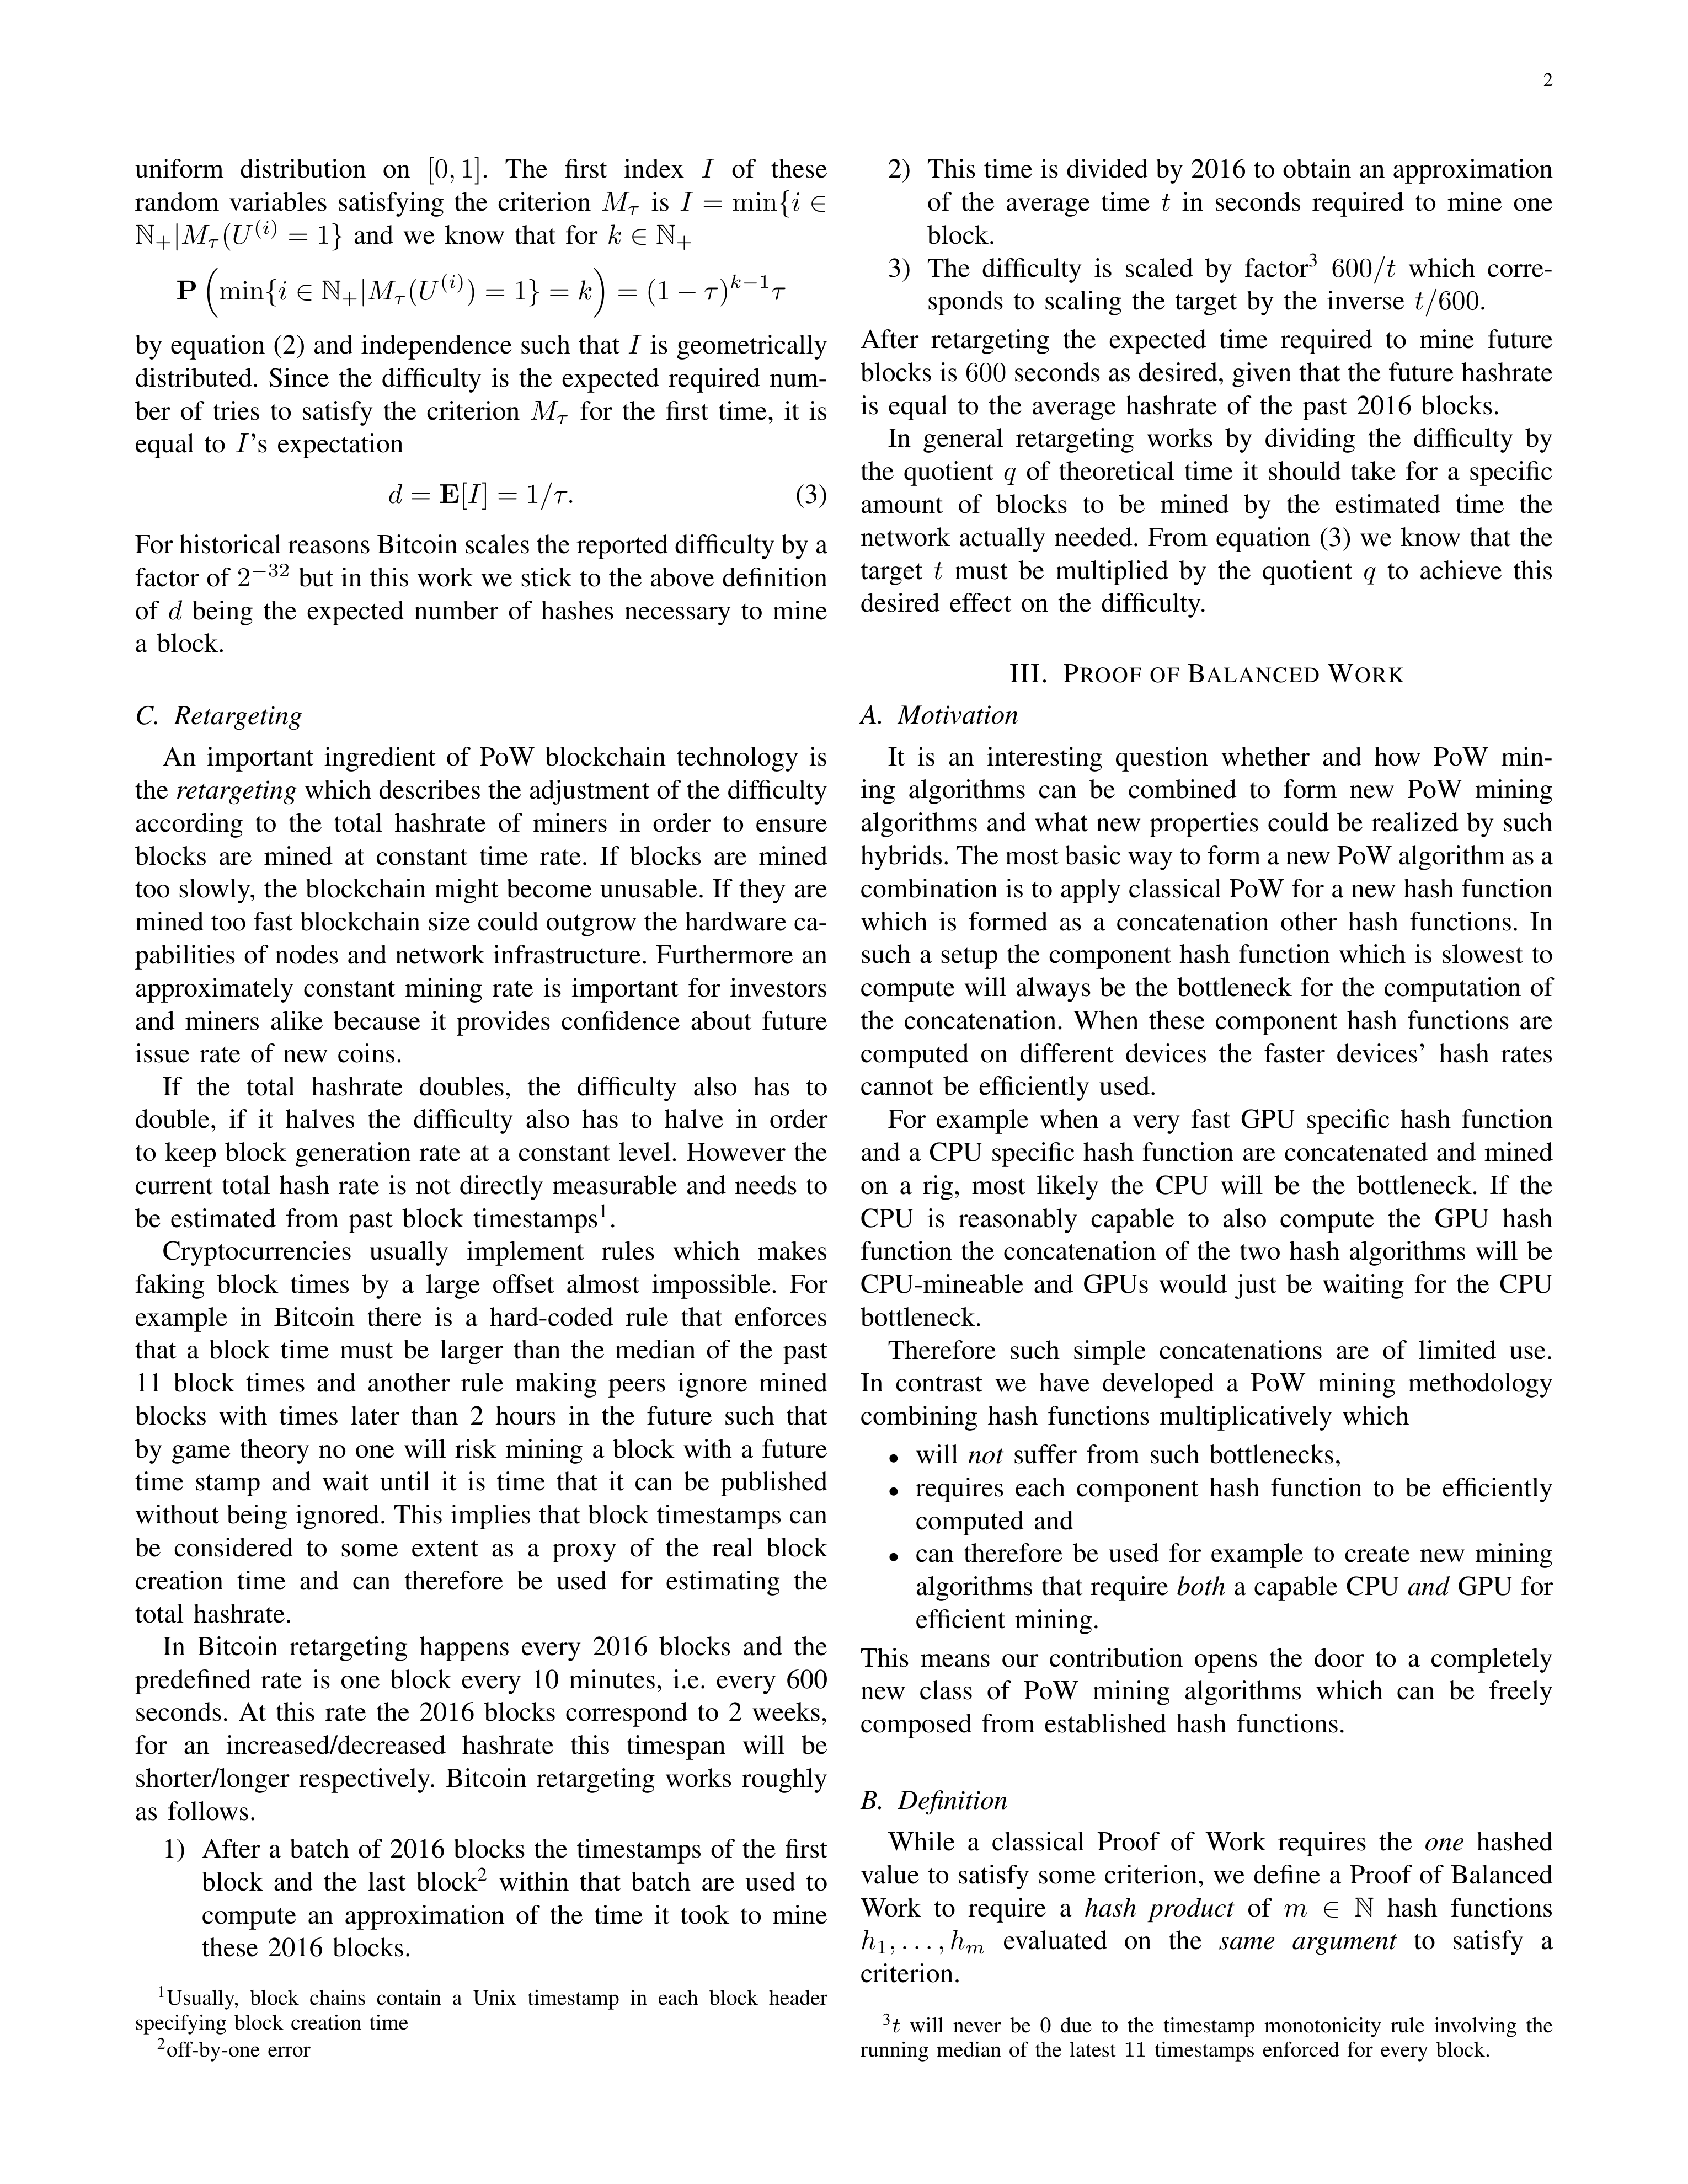 2
uniform distribution on [0, 1]. The first index I of these
random variables satisfying the criterion M_τ is I = min{i ∈
ℕ₊|M_τ(U^(i) = 1} and we know that for k ∈ ℕ₊
P (min{i ∈ ℕ₊|M_τ(U^(i)) = 1} = k) = (1 − τ)^{k−1}τ
by equation (2) and independence such that I is geometrically
distributed. Since the difficulty is the expected required num-
ber of tries to satisfy the criterion M_τ for the first time, it is
equal to I's expectation
d = E[I] = 1/τ. (3)
For historical reasons Bitcoin scales the reported difficulty by a
factor of 2^{−32} but in this work we stick to the above definition
of d being the expected number of hashes necessary to mine
a block.
C. Retargeting
An important ingredient of PoW blockchain technology is
the retargeting which describes the adjustment of the difficulty
according to the total hashrate of miners in order to ensure
blocks are mined at constant time rate. If blocks are mined
too slowly, the blockchain might become unusable. If they are
mined too fast blockchain size could outgrow the hardware ca-
pabilities of nodes and network infrastructure. Furthermore an
approximately constant mining rate is important for investors
and miners alike because it provides confidence about future
issue rate of new coins.
If the total hashrate doubles, the difficulty also has to
double, if it halves the difficulty also has to halve in order
to keep block generation rate at a constant level. However the
current total hash rate is not directly measurable and needs to
be estimated from past block timestamps¹.
Cryptocurrencies usually implement rules which makes
faking block times by a large offset almost impossible. For
example in Bitcoin there is a hard-coded rule that enforces
that a block time must be larger than the median of the past
11 block times and another rule making peers ignore mined
blocks with times later than 2 hours in the future such that
by game theory no one will risk mining a block with a future
time stamp and wait until it is time that it can be published
without being ignored. This implies that block timestamps can
be considered to some extent as a proxy of the real block
creation time and can therefore be used for estimating the
total hashrate.
In Bitcoin retargeting happens every 2016 blocks and the
predefined rate is one block every 10 minutes, i.e. every 600
seconds. At this rate the 2016 blocks correspond to 2 weeks,
for an increased/decreased hashrate this timespan will be
shorter/longer respectively. Bitcoin retargeting works roughly
as follows.
1) After a batch of 2016 blocks the timestamps of the first
block and the last block² within that batch are used to
compute an approximation of the time it took to mine
these 2016 blocks.
¹Usually, block chains contain a Unix timestamp in each block header
specifying block creation time
²off-by-one error
2) This time is divided by 2016 to obtain an approximation
of the average time t in seconds required to mine one
block.
3) The difficulty is scaled by factor³ 600/t which corre-
sponds to scaling the target by the inverse t/600.
After retargeting the expected time required to mine future
blocks is 600 seconds as desired, given that the future hashrate
is equal to the average hashrate of the past 2016 blocks.
In general retargeting works by dividing the difficulty by
the quotient q of theoretical time it should take for a specific
amount of blocks to be mined by the estimated time the
network actually needed. From equation (3) we know that the
target t must be multiplied by the quotient q to achieve this
desired effect on the difficulty.
III. PROOF OF BALANCED WORK
A. Motivation
It is an interesting question whether and how PoW min-
ing algorithms can be combined to form new PoW mining
algorithms and what new properties could be realized by such
hybrids. The most basic way to form a new PoW algorithm as a
combination is to apply classical PoW for a new hash function
which is formed as a concatenation other hash functions. In
such a setup the component hash function which is slowest to
compute will always be the bottleneck for the computation of
the concatenation. When these component hash functions are
computed on different devices the faster devices' hash rates
cannot be efficiently used.
For example when a very fast GPU specific hash function
and a CPU specific hash function are concatenated and mined
on a rig, most likely the CPU will be the bottleneck. If the
CPU is reasonably capable to also compute the GPU hash
function the concatenation of the two hash algorithms will be
CPU-mineable and GPUs would just be waiting for the CPU
bottleneck.
Therefore such simple concatenations are of limited use.
In contrast we have developed a PoW mining methodology
combining hash functions multiplicatively which
• will not suffer from such bottlenecks,
• requires each component hash function to be efficiently
computed and
• can therefore be used for example to create new mining
algorithms that require both a capable CPU and GPU for
efficient mining.
This means our contribution opens the door to a completely
new class of PoW mining algorithms which can be freely
composed from established hash functions.
B. Definition
While a classical Proof of Work requires the one hashed
value to satisfy some criterion, we define a Proof of Balanced
Work to require a hash product of m ∈ ℕ hash functions
h₁, . . . , h_m evaluated on the same argument to satisfy a
criterion.
³t will never be 0 due to the timestamp monotonicity rule involving the
running median of the latest 11 timestamps enforced for every block.